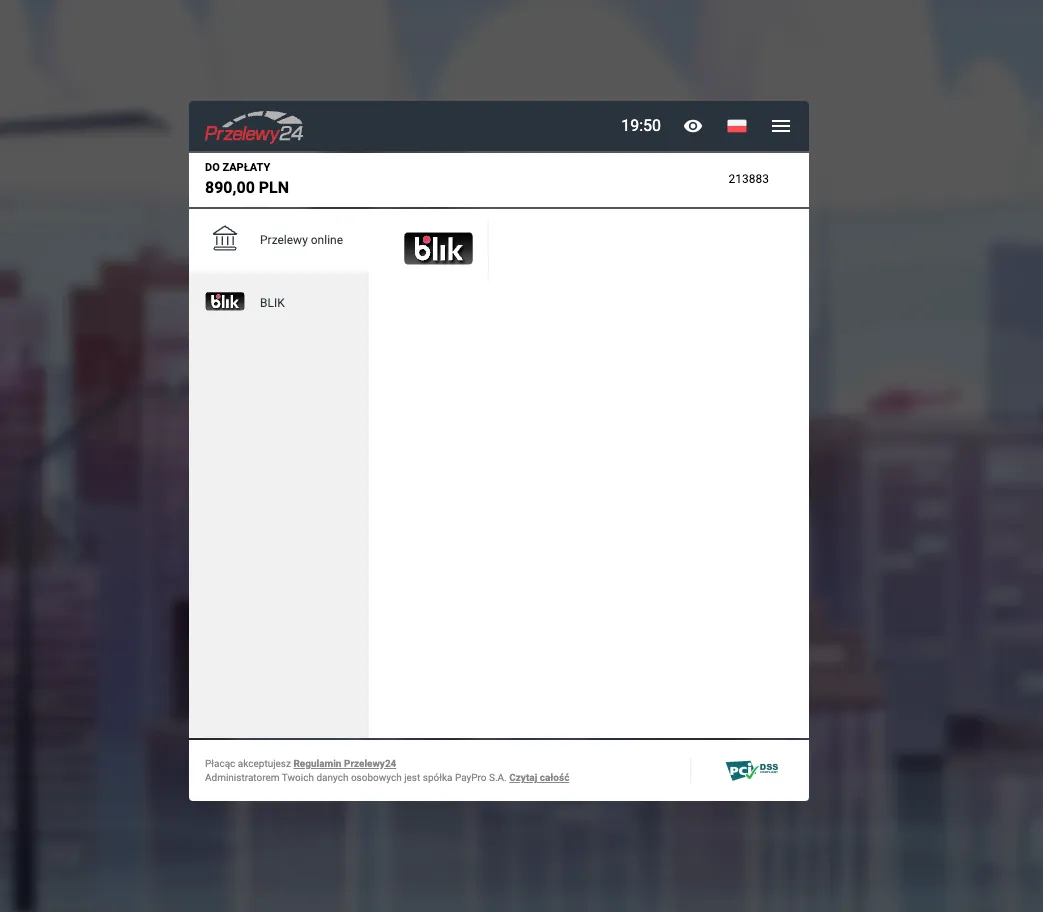 Przelewy24
19:50
DO ZAPŁATY
890,00 PLN
213883
Przelewy online
blik
blik
BLIK
Płacąc akceptujesz Regulamin Przelewy24
Administratorem Twoich danych osobowych jest spółka PayPro S.A. Czytaj całość
PCI DSS